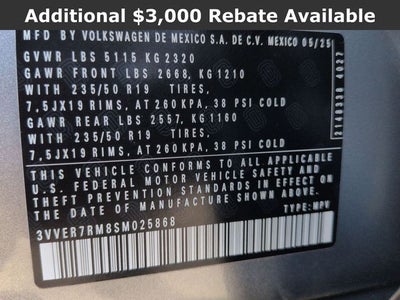 Additional $3,000 Rebate Available
MFD BY VOLKSWAGEN DE MEXICO S.A. DE C.V. MEXICO 05/25
GVWR LBS 5115 KG 2320
GAWR FRONT LBS 2668, KG 1210
WITH 235/50 R19 TIRES,
7,5JX19 RIMS, AT 260 KPA, 38 PSI COLD
GAWR REAR LBS 2557, KG 1160
WITH 235/50 R19 TIRES,
7,5JX19 RIMS, AT 260 KPA, 38 PSI COLD
THIS VEHICLE CONFORMS TO ALL APPLICABLE
U.S. FEDERAL MOTOR VEHICLE SAFETY AND
THEFT PREVENTION STANDARDS IN EFFECT ON
THE DATE OF MANUFACTURE SHOWN ABOVE
3VVER7RM8SM025868 TYPE: MPV